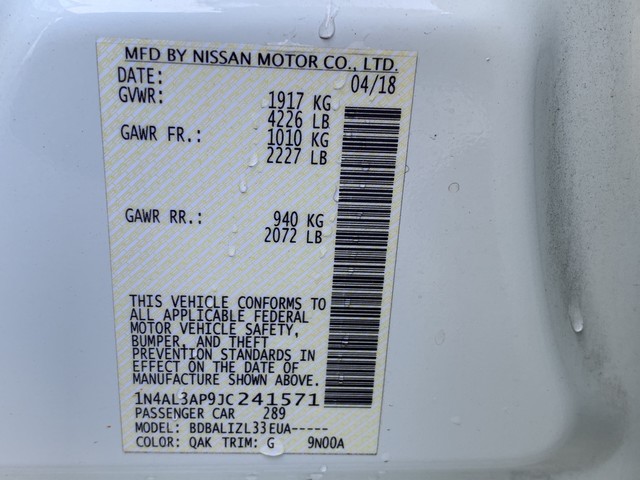 MFD BY NISSAN MOTOR CO., LTD.
DATE: 04/18
GVWR: 1917 KG
4226 LB
GAWR FR.: 1010 KG
2227 LB
GAWR RR.: 940 KG
2072 LB
THIS VEHICLE CONFORMS TO
ALL APPLICABLE FEDERAL
MOTOR VEHICLE SAFETY,
BUMPER, AND THEFT
PREVENTION STANDARDS IN
EFFECT ON THE DATE OF
MANUFACTURE SHOWN ABOVE.
1N4AL3AP9JC241571
PASSENGER CAR 289
MODEL: BDBALIZL33EUA-----
COLOR: QAK TRIM: G 9N00A